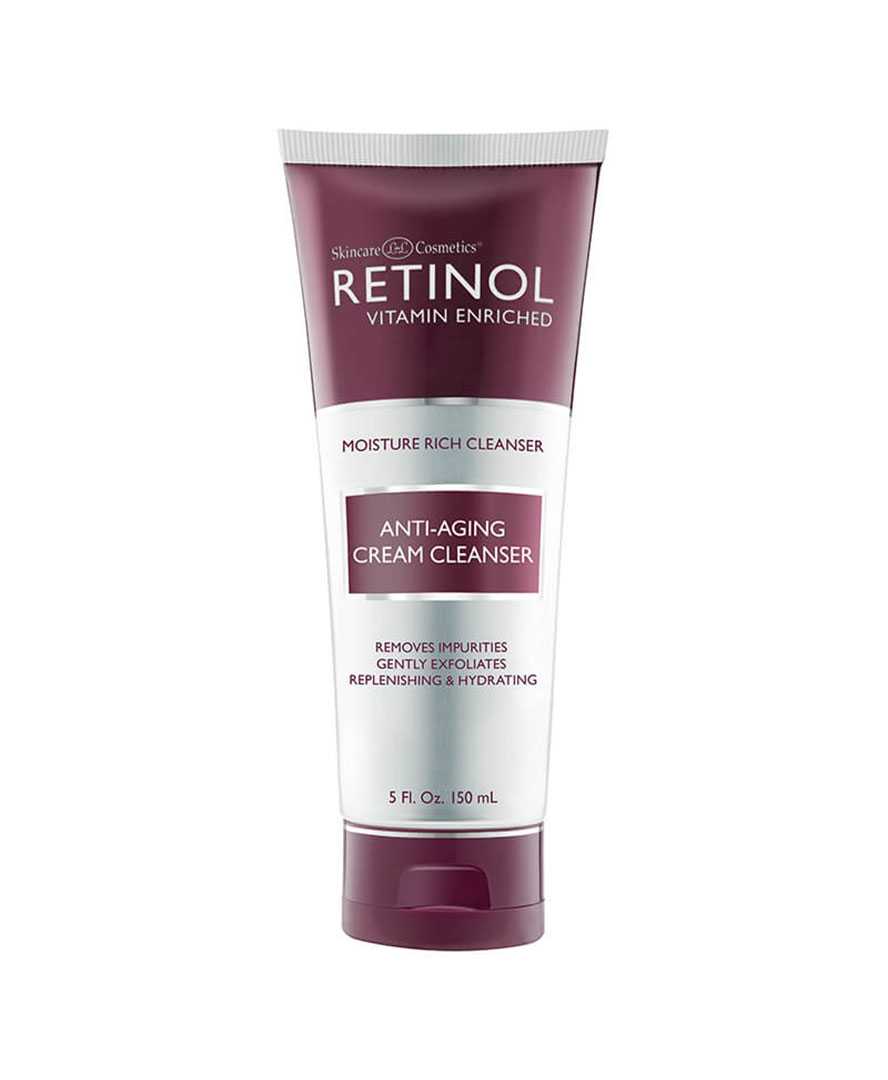 Skincare L&L Cosmetics®
RETINOL
VITAMIN ENRICHED
MOISTURE RICH CLEANSER
ANTI-AGING
CREAM CLEANSER
REMOVES IMPURITIES
GENTLY EXFOLIATES
REPLENISHING & HYDRATING
5 Fl. Oz. 150 mL